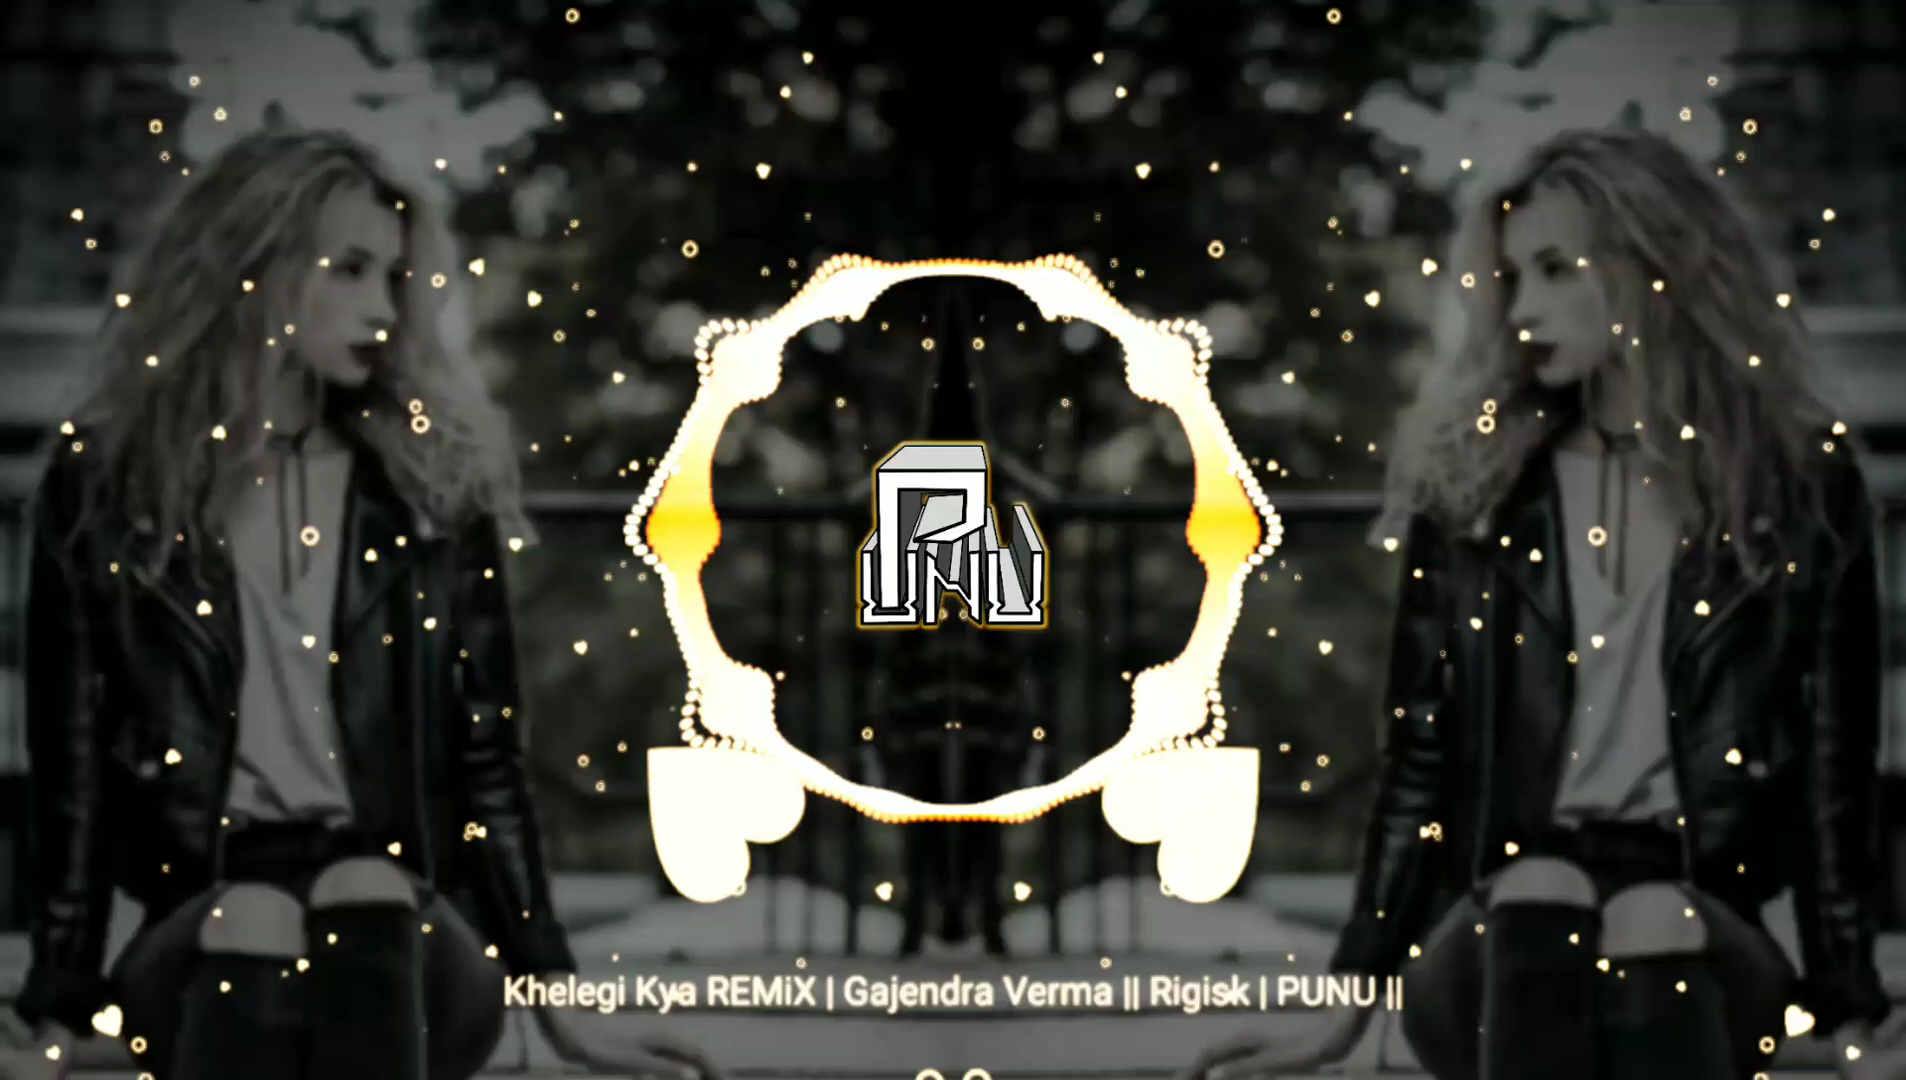 PUNU
Khelegi Kya REMiX | Gajendra Verma || Rigisk | PUNU ||